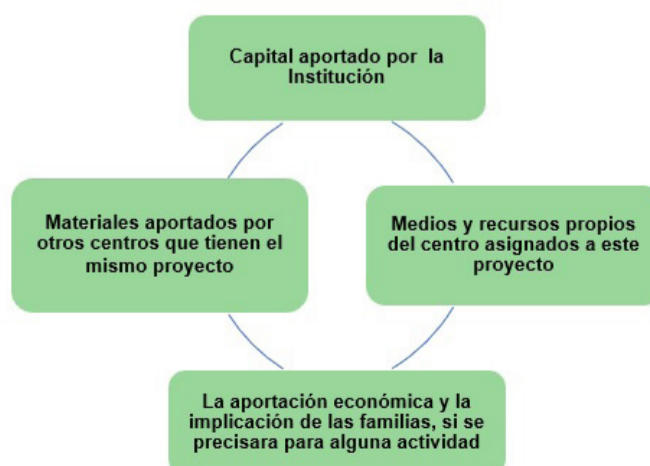 Capital aportado por la
Institución
Materiales aportados por
otros centros que tienen el
mismo proyecto
Medios y recursos propios
del centro asignados a este
proyecto
La aportación económica y la
implicación de las familias, si se
precisara para alguna actividad